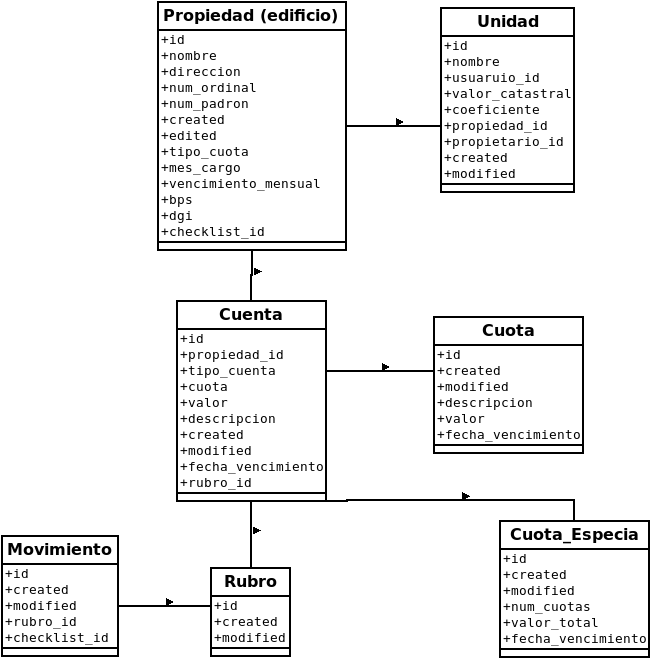 Propiedad (edificio)
+id
+nombre
+direccion
+num_ordinal
+num_padron
+created
+edited
+tipo_cuota
+mes_cargo
+vencimiento_mensual
+bps
+dgi
+checklist_id
Unidad
+id
+nombre
+usuaruio_id
+valor_catastral
+coeficiente
+propiedad_id
+propietario_id
+created
+modified
Cuenta
+id
+propiedad_id
+tipo_cuenta
+cuota
+valor
+descripcion
+created
+modified
+fecha_vencimiento
+rubro_id
Cuota
+id
+created
+modified
+descripcion
+valor
+fecha_vencimiento
Movimiento
+id
+created
+modified
+rubro_id
+checklist_id
Rubro
+id
+created
+modified
Cuota_Especia
+id
+created
+modified
+num_cuotas
+valor_total
+fecha_vencimiento